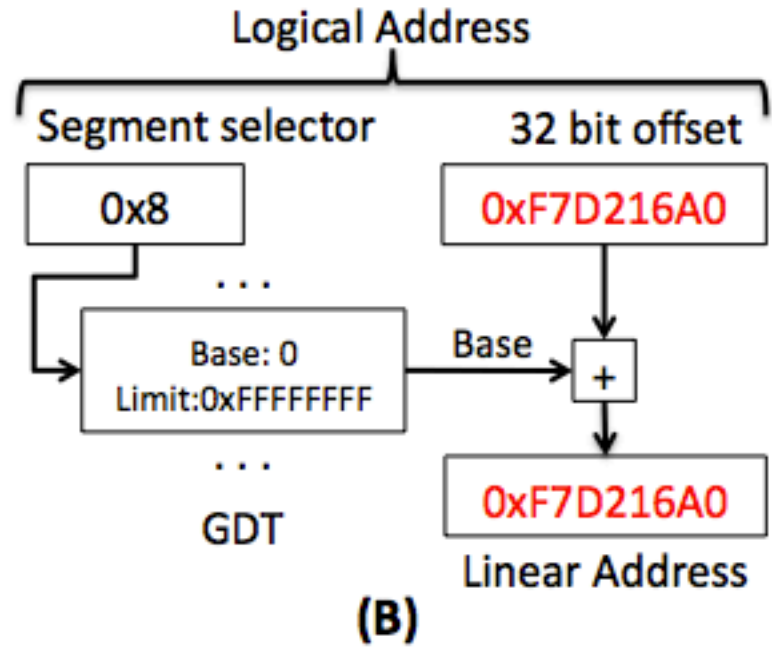 Logical Address
Segment selector
32 bit offset
0x8
0xF7D216A0
. . .
Base: 0
Limit:0xFFFFFFFF
Base
+
. . .
GDT
0xF7D216A0
Linear Address
(B)